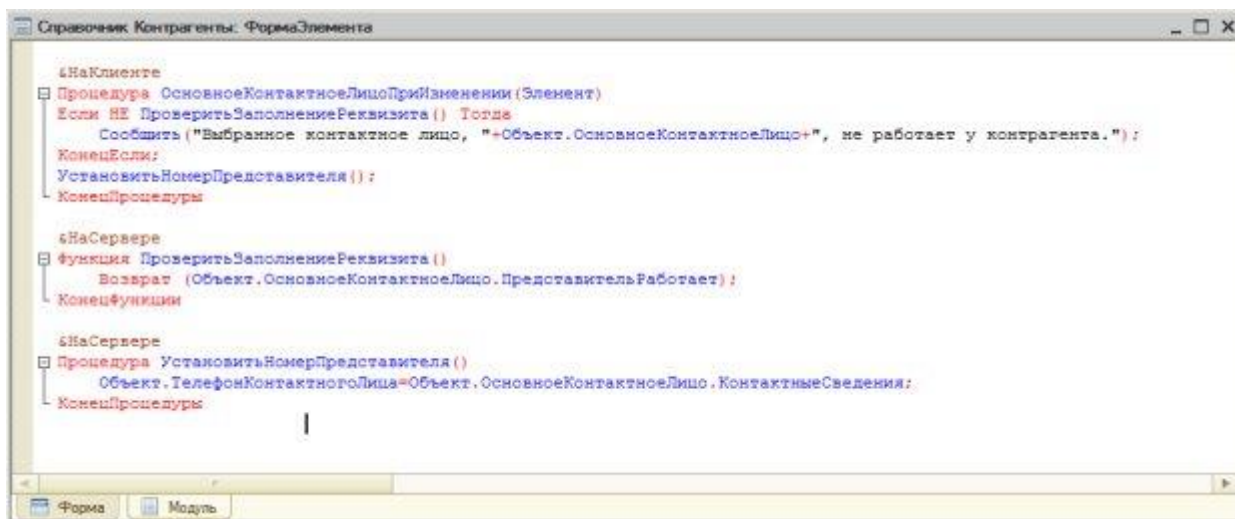 Справочник Контрагенты: ФормаЭлемента
&НаКлиенте
Процедура ОсновноеКонтактноеЛицоПриИзменении(Элемент)
Если НЕ ПроверитьЗаполнениеРеквизита() Тогда
Сообщить("Выбранное контактное лицо, "+Объект.ОсновноеКонтактноеЛицо+", не работает у контрагента.");
КонецЕсли;
УстановитьНомерПредставителя();
КонецПроцедуры
&НаСервере
Функция ПроверитьЗаполнениеРеквизита()
Возврат (Объект.ОсновноеКонтактноеЛицо.ПредставительРаботает);
КонецФункции
&НаСервере
Процедура УстановитьНомерПредставителя()
Объект.ТелефонКонтактногоЛица=Объект.ОсновноеКонтактноеЛицо.КонтактныеСведения;
КонецПроцедуры
Форма Модуль